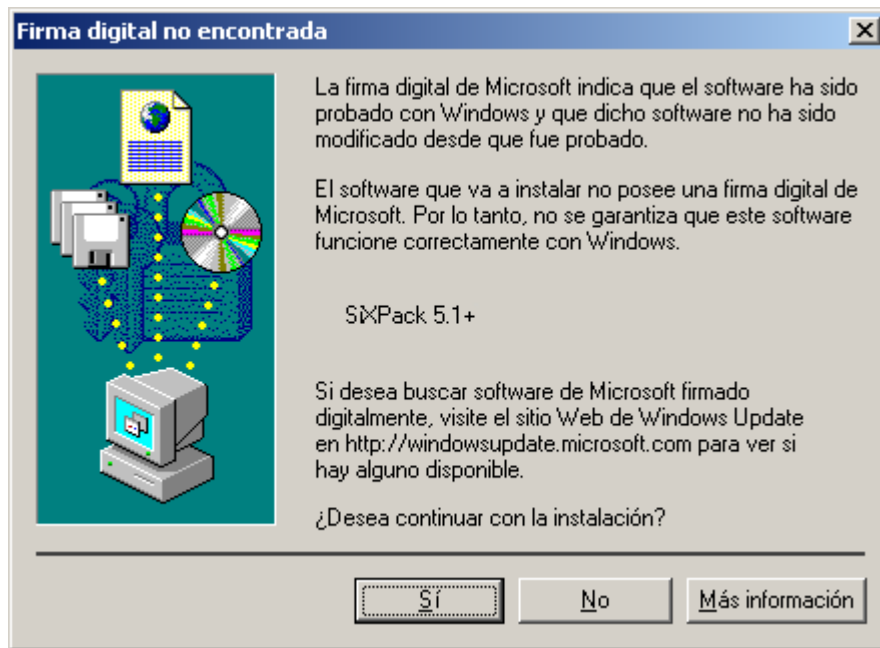 Firma digital no encontrada
La firma digital de Microsoft indica que el software ha sido
probado con Windows y que dicho software no ha sido
modificado desde que fue probado.
El software que va a instalar no posee una firma digital de
Microsoft. Por lo tanto, no se garantiza que este software
funcione correctamente con Windows.
SiXPack 5.1+
Si desea buscar software de Microsoft firmado
digitalmente, visite el sitio Web de Windows Update
en http://windowsupdate.microsoft.com para ver si
hay alguno disponible.
¿Desea continuar con la instalación?
Sí No Más información